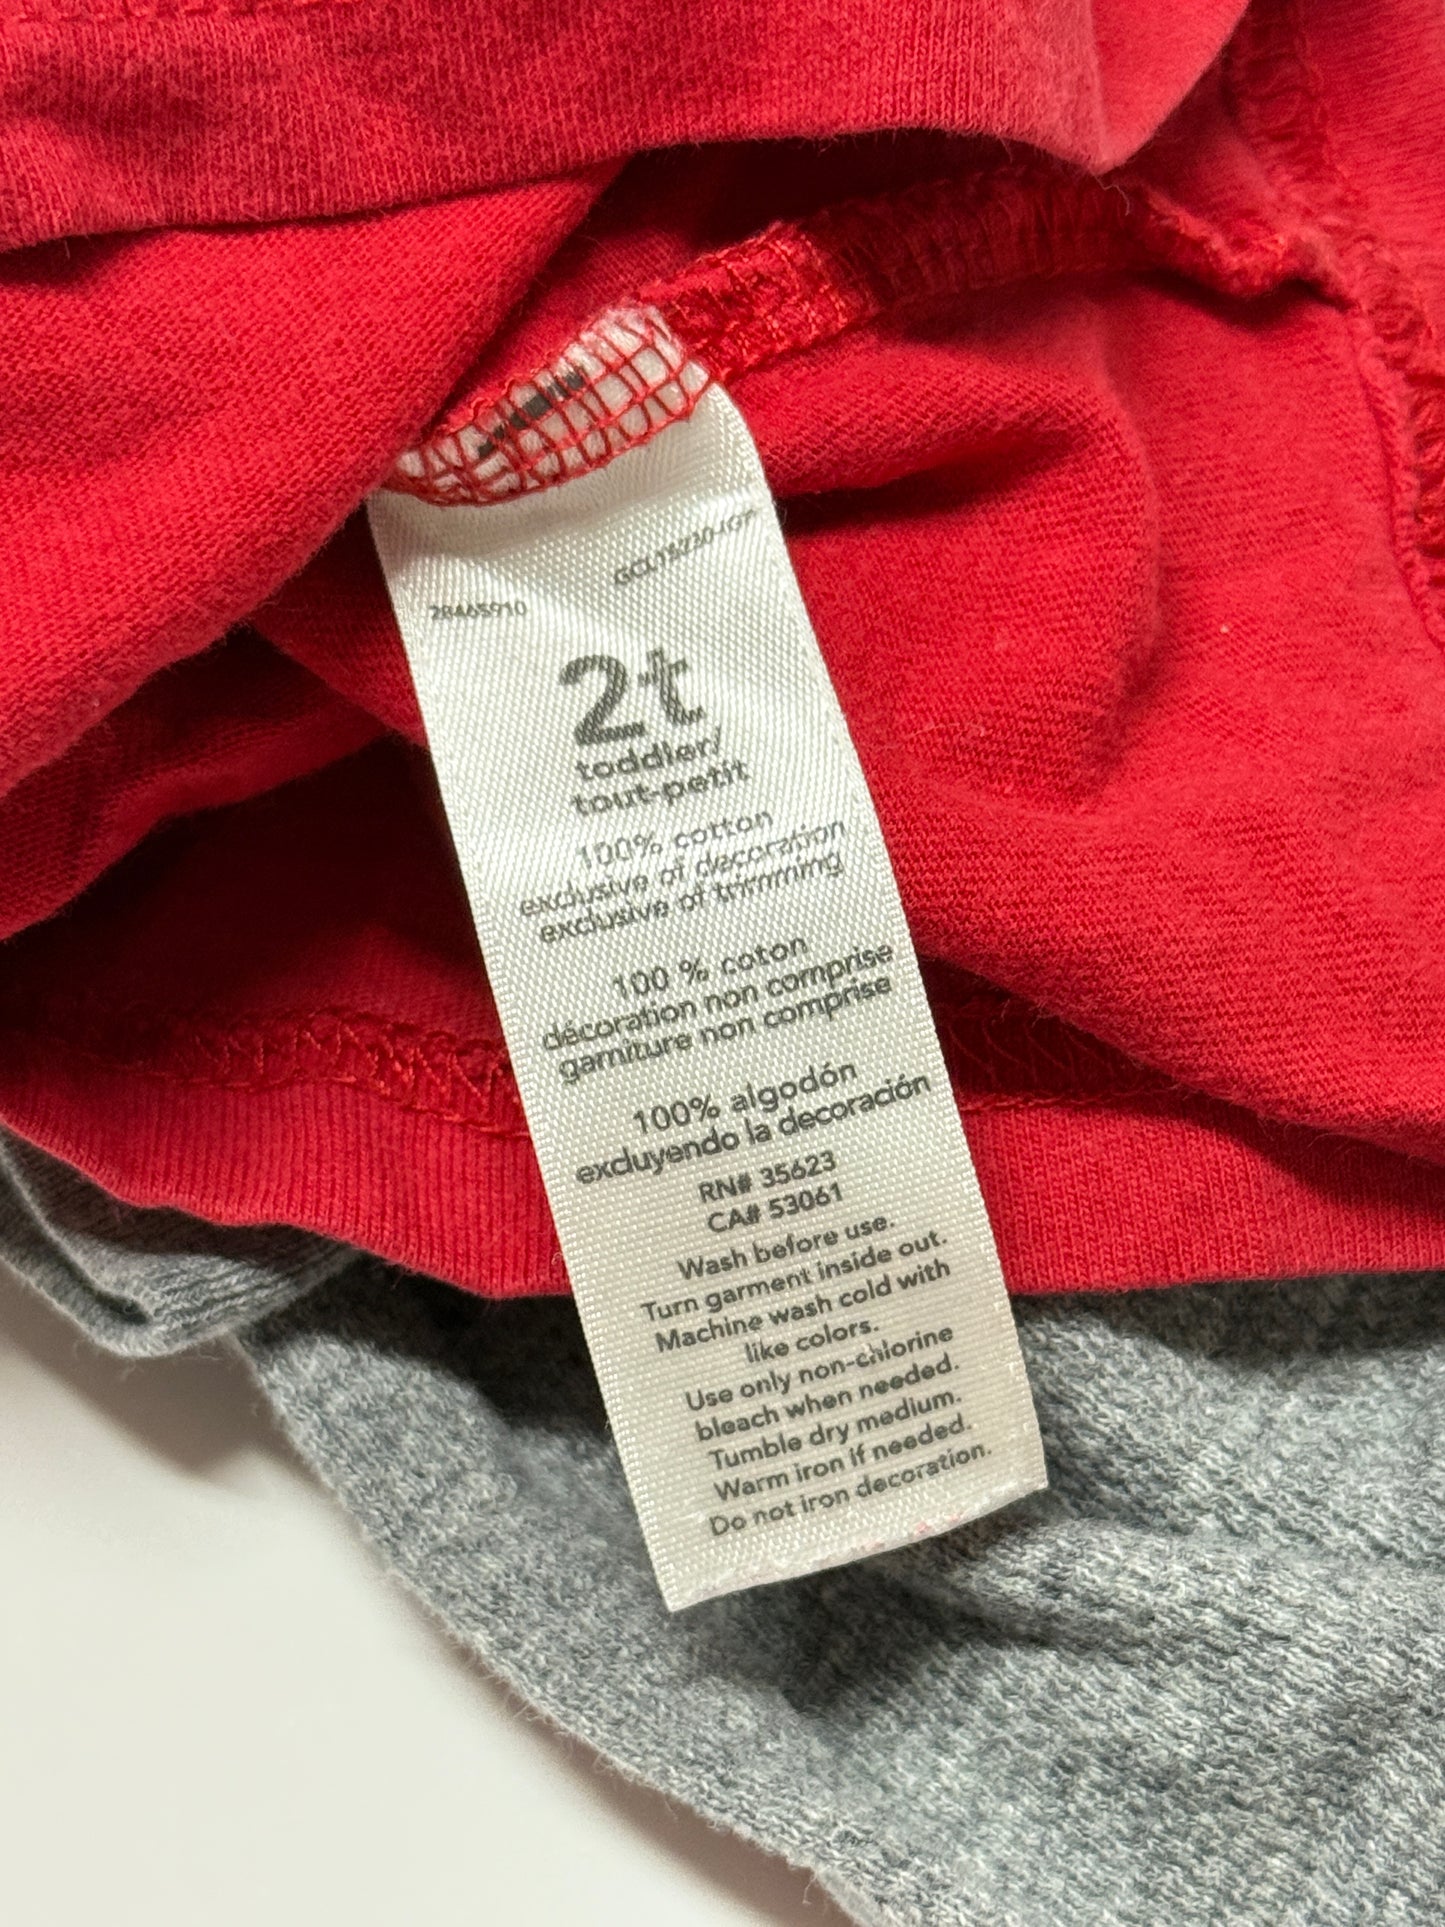 28465910
2t
toddler/
tout-petit
100% cotton
exclusive of decoration
exclusive of trimming
100 % coton
décoration non comprise
garniture non comprise
100% algodón
excluyendo la decoración
RN# 35623
CA# 53061
Wash before use.
Turn garment inside out.
Machine wash cold with
like colors.
Use only non-chlorine
bleach when needed.
Tumble dry medium.
Warm iron if needed.
Do not iron decoration.